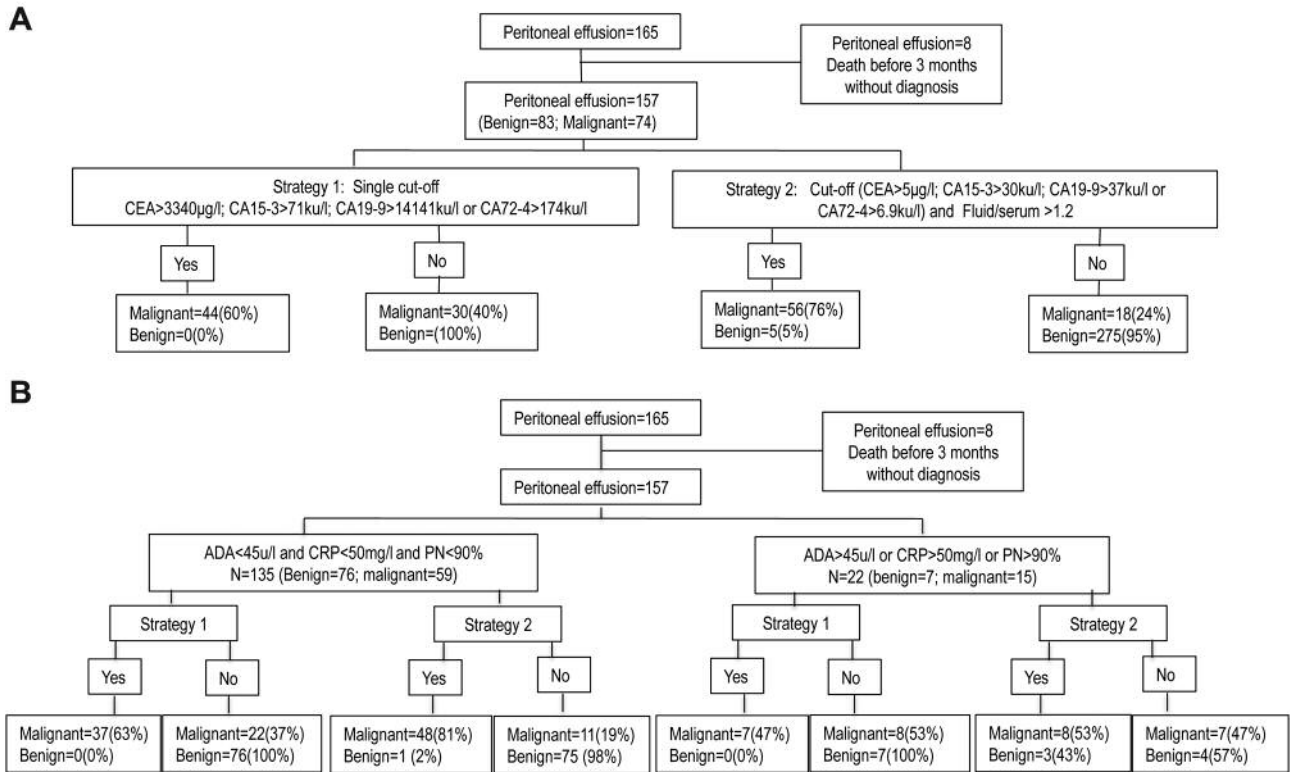 A
Peritoneal effusion=165
Peritoneal effusion=8
Death before 3 months
without diagnosis
Peritoneal effusion=157
(Benign=83; Malignant=74)
Strategy 1: Single cut-off
CEA>3340µg/l; CA15-3>71ku/l; CA19-9>14141ku/l or CA72-4>174ku/l
Strategy 2: Cut-off (CEA>5µg/l; CA15-3>30ku/l; CA19-9>37ku/l or
CA72-4>6.9ku/l) and Fluid/serum >1.2
Yes
No
Yes
No
Malignant=44(60%)
Benign=0(0%)
Malignant=30(40%)
Benign=(100%)
Malignant=56(76%)
Benign=5(5%)
Malignant=18(24%)
Benign=275(95%)
B
Peritoneal effusion=165
Peritoneal effusion=8
Death before 3 months
without diagnosis
Peritoneal effusion=157
ADA<45u/l and CRP<50mg/l and PN<90%
N=135 (Benign=76; malignant=59)
ADA>45u/l or CRP>50mg/l or PN>90%
N=22 (benign=7; malignant=15)
Strategy 1
Strategy 2
Strategy 1
Strategy 2
Yes
No
Yes
No
Yes
No
Yes
No
Malignant=37(63%)
Benign=0(0%)
Malignant=22(37%)
Benign=76(100%)
Malignant=48(81%)
Benign=1 (2%)
Malignant=11(19%)
Benign=75 (98%)
Malignant=7(47%)
Benign=0(0%)
Malignant=8(53%)
Benign=7(100%)
Malignant=8(53%)
Benign=3(43%)
Malignant=7(47%)
Benign=4(57%)